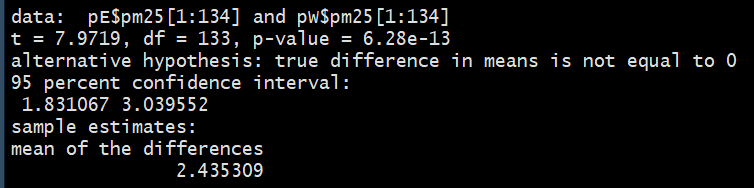 data:  pE$pm25[1:134] and pW$pm25[1:134]
t = 7.9719, df = 133, p-value = 6.28e-13
alternative hypothesis: true difference in means is not equal to 0
95 percent confidence interval:
 1.831067 3.039552
sample estimates:
mean of the differences
               2.435309